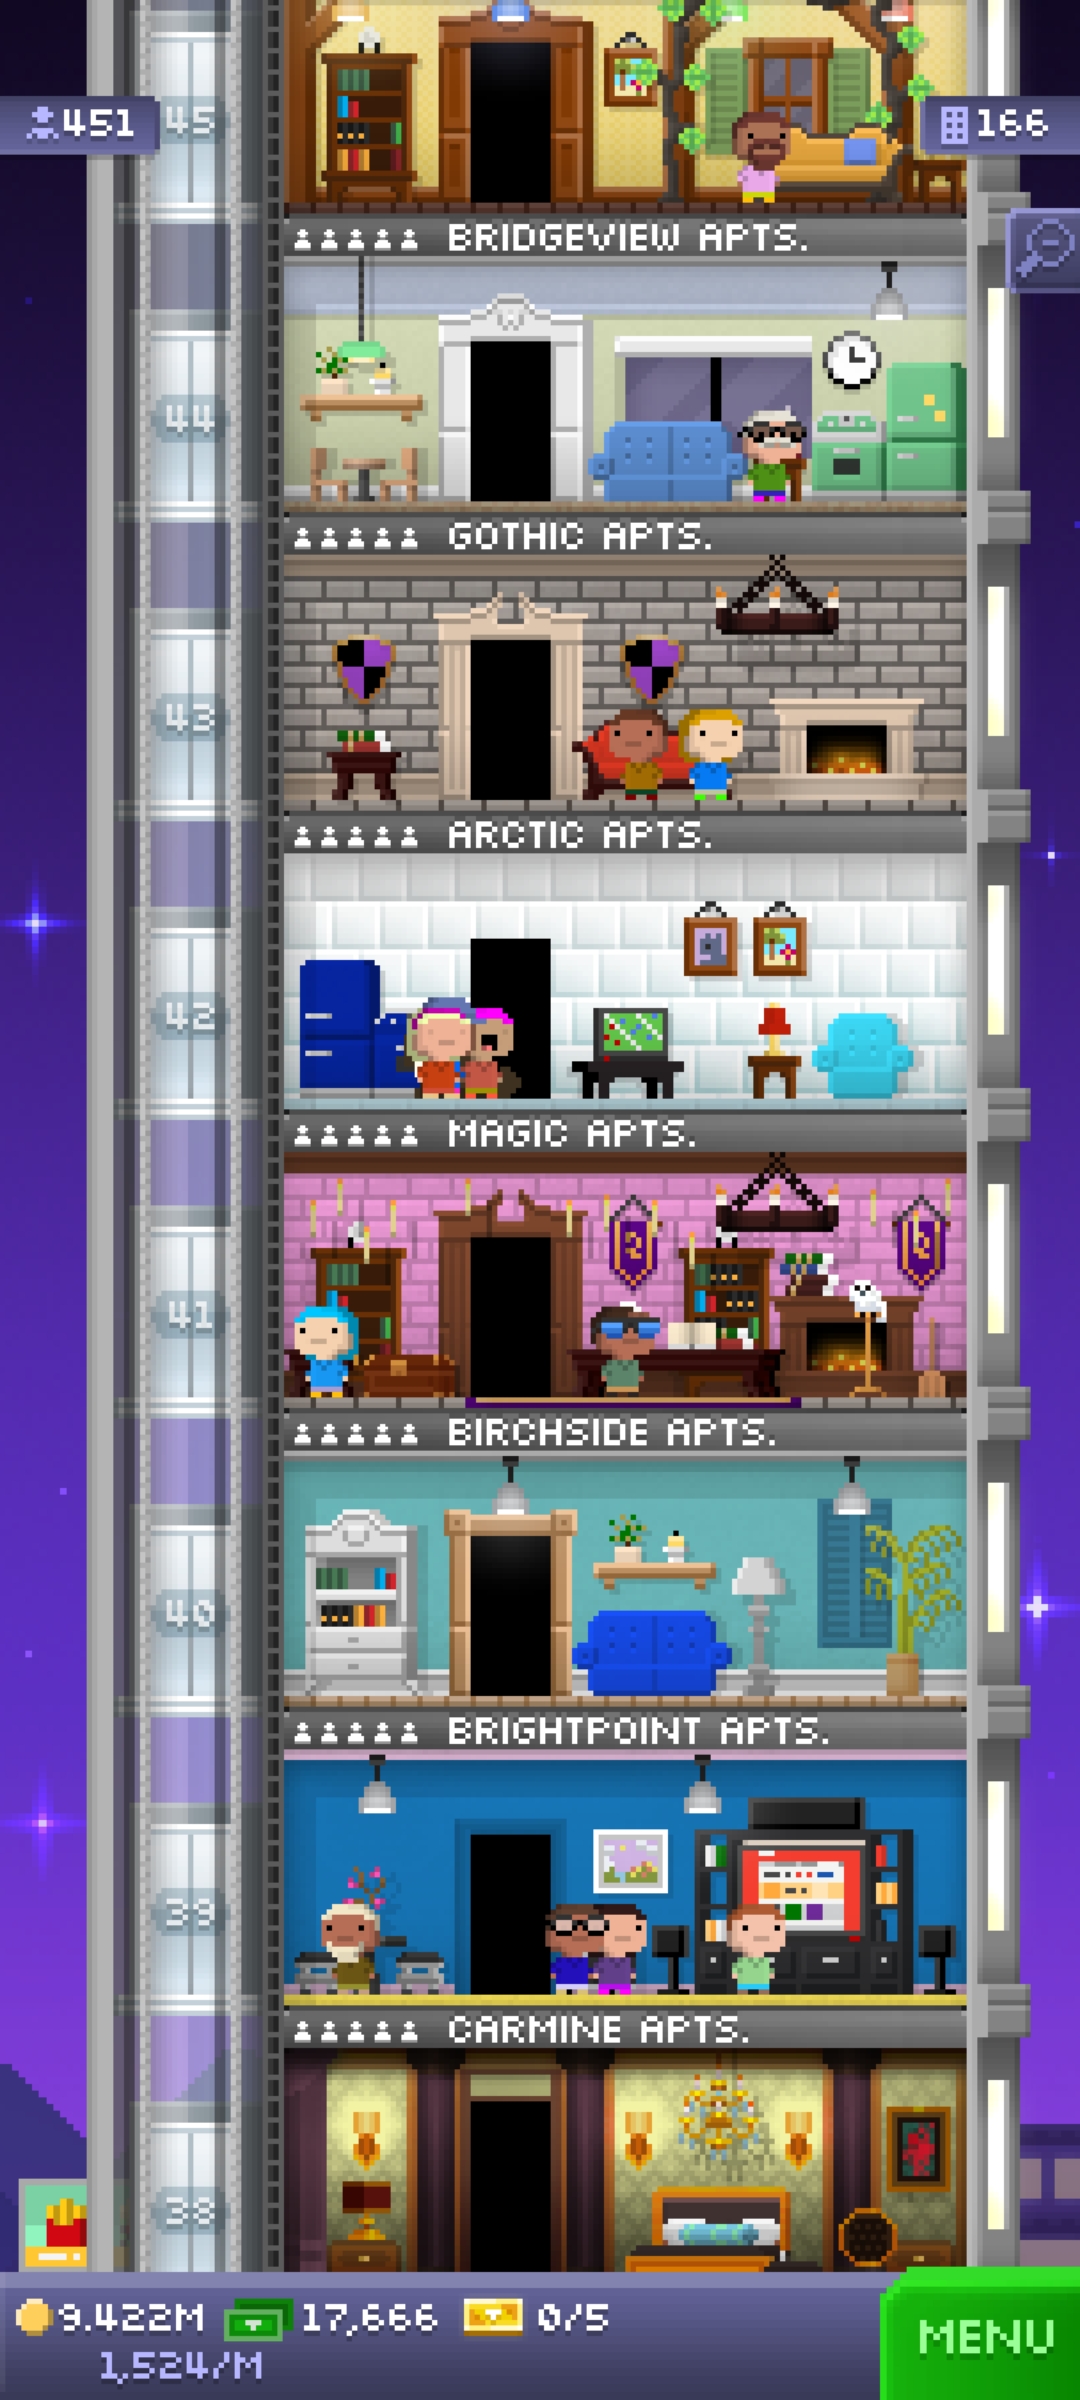 451
45
166
BRIDGEVIEW APTS.
44
GOTHIC APTS.
43
ARCTIC APTS.
42
MAGIC APTS.
41
BIRCHSIDE APTS.
40
BRIGHTPOINT APTS.
39
CARMINE APTS.
38
9.422M 17,666 0/5
1,524/M
MENU